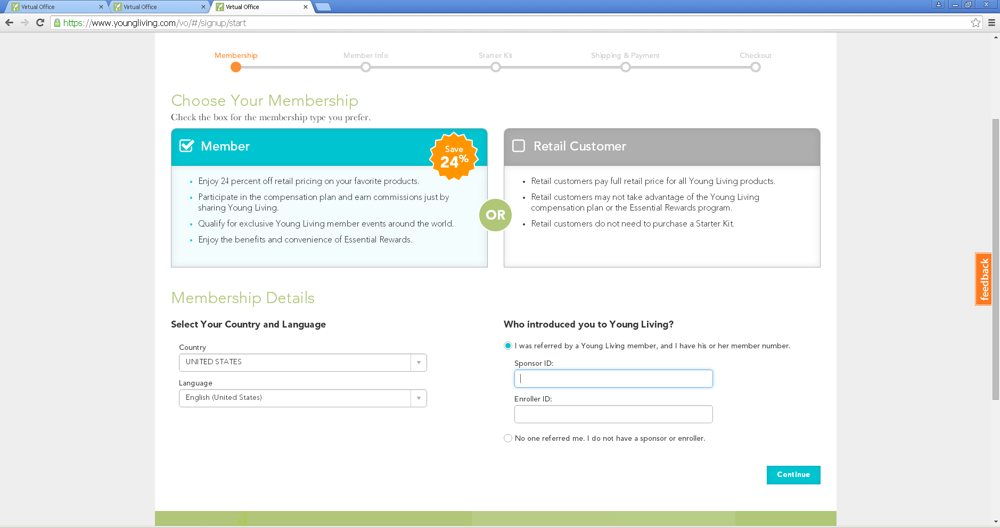 Virtual Office
Virtual Office
Virtual Office
https://www.youngliving.com/vo/#/signup/start
Membership
Member Info
Starter Kit
Shipping & Payment
Checkout
Choose Your Membership
Check the box for the membership type you prefer.
Member
Save
24%
Enjoy 24 percent off retail pricing on your favorite products.
Participate in the compensation plan and earn commissions just by
sharing Young Living.
Qualify for exclusive Young Living member events around the world.
Enjoy the benefits and convenience of Essential Rewards.
OR
Retail Customer
Retail customers pay full retail price for all Young Living products.
Retail customers may not take advantage of the Young Living
compensation plan or the Essential Rewards program.
Retail customers do not need to purchase a Starter Kit.
feedback
Membership Details
Select Your Country and Language
Country
UNITED STATES
Language
English (United States)
Who introduced you to Young Living?
I was referred by a Young Living member, and I have his or her member number.
Sponsor ID:
Enroller ID:
No one referred me. I do not have a sponsor or enroller.
Continue